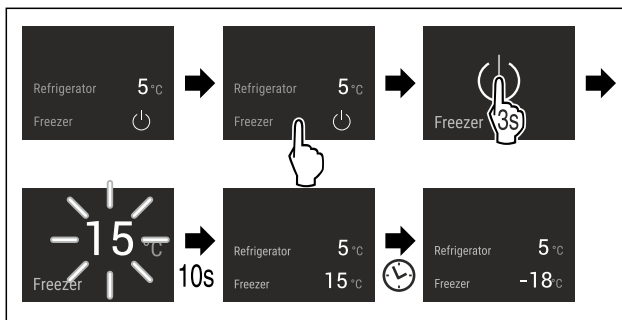 Refrigerator 5 °C
Freezer
Refrigerator 5 °C
Freezer
Freezer 3s
15 °C
Freezer
10s
Refrigerator 5 °C
Freezer 15 °C
Refrigerator 5 °C
Freezer -18 °C